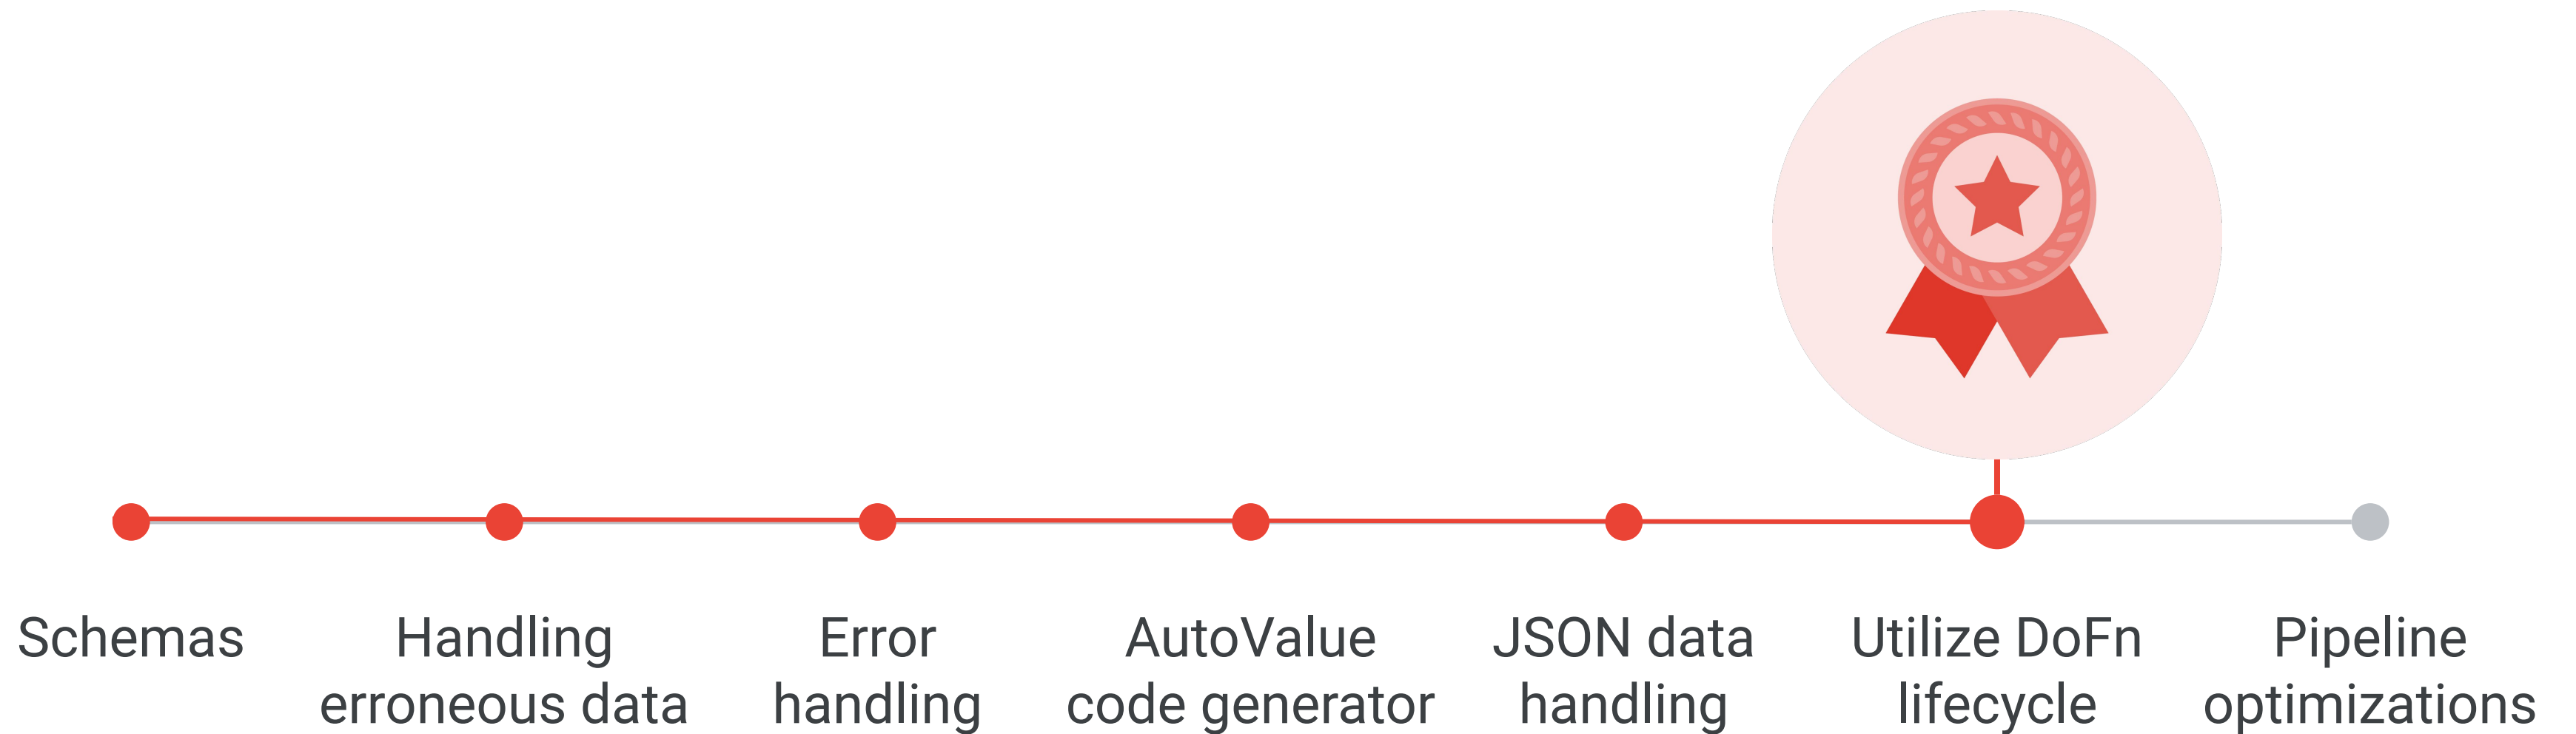 Schemas
Handling
erroneous data
Error
handling
AutoValue
code generator
JSON data
handling
Utilize DoFn
lifecycle
Pipeline
optimizations